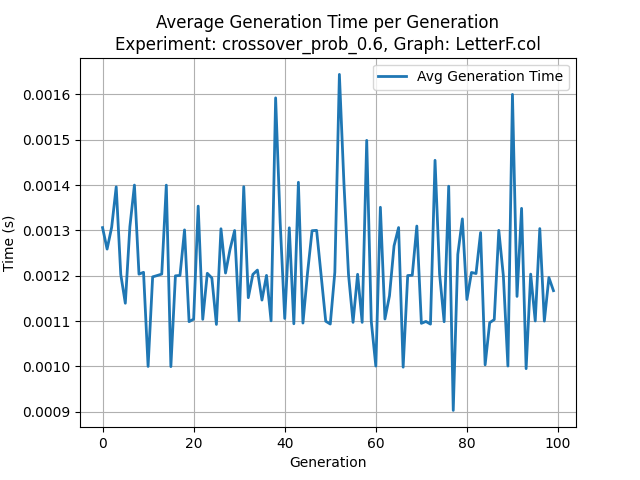 Average Generation Time per Generation
Experiment: crossover_prob_0.6, Graph: LetterF.col
Avg Generation Time
Time (s)
0.0016
0.0015
0.0014
0.0013
0.0012
0.0011
0.0010
0.0009
0 20 40 60 80 100
Generation